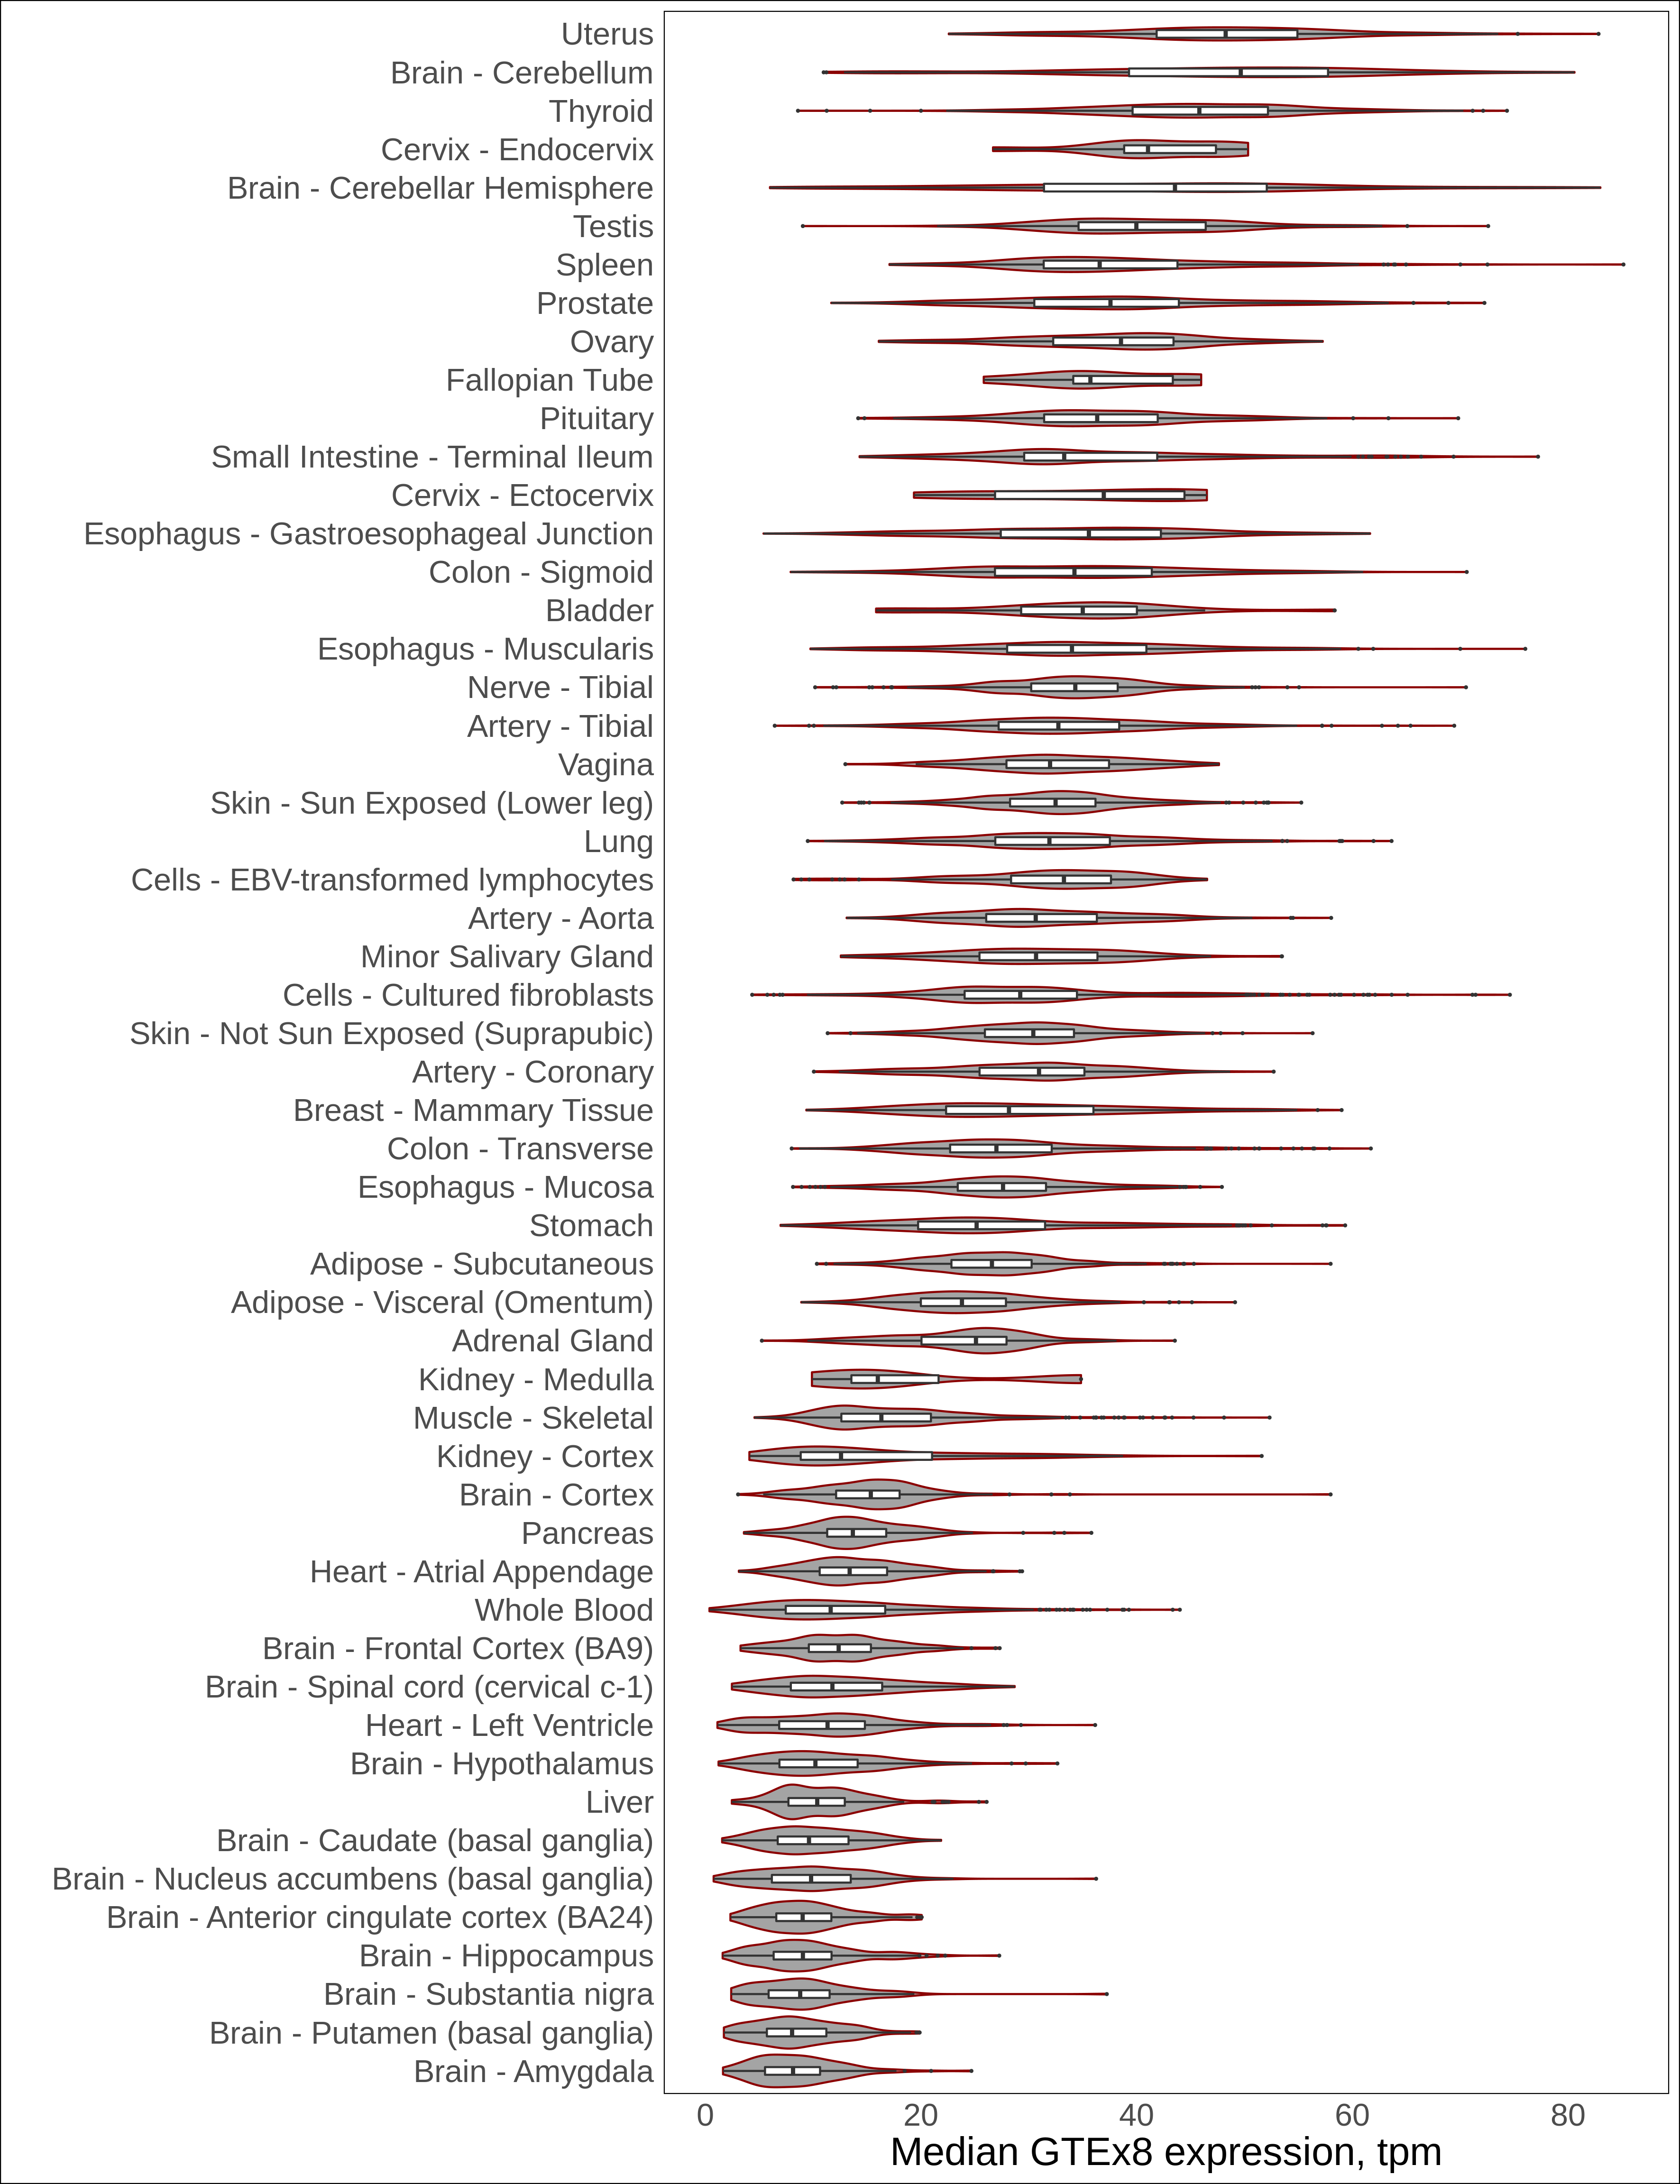 Uterus
Brain - Cerebellum
Thyroid
Cervix - Endocervix
Brain - Cerebellar Hemisphere
Testis
Spleen
Prostate
Ovary
Fallopian Tube
Pituitary
Small Intestine - Terminal Ileum
Cervix - Ectocervix
Esophagus - Gastroesophageal Junction
Colon - Sigmoid
Bladder
Esophagus - Muscularis
Nerve - Tibial
Artery - Tibial
Vagina
Skin - Sun Exposed (Lower leg)
Lung
Cells - EBV-transformed lymphocytes
Artery - Aorta
Minor Salivary Gland
Cells - Cultured fibroblasts
Skin - Not Sun Exposed (Suprapubic)
Artery - Coronary
Breast - Mammary Tissue
Colon - Transverse
Esophagus - Mucosa
Stomach
Adipose - Subcutaneous
Adipose - Visceral (Omentum)
Adrenal Gland
Kidney - Medulla
Muscle - Skeletal
Kidney - Cortex
Brain - Cortex
Pancreas
Heart - Atrial Appendage
Whole Blood
Brain - Frontal Cortex (BA9)
Brain - Spinal cord (cervical c-1)
Heart - Left Ventricle
Brain - Hypothalamus
Liver
Brain - Caudate (basal ganglia)
Brain - Nucleus accumbens (basal ganglia)
Brain - Anterior cingulate cortex (BA24)
Brain - Hippocampus
Brain - Substantia nigra
Brain - Putamen (basal ganglia)
Brain - Amygdala
0 20 40 60 80
Median GTEx8 expression, tpm